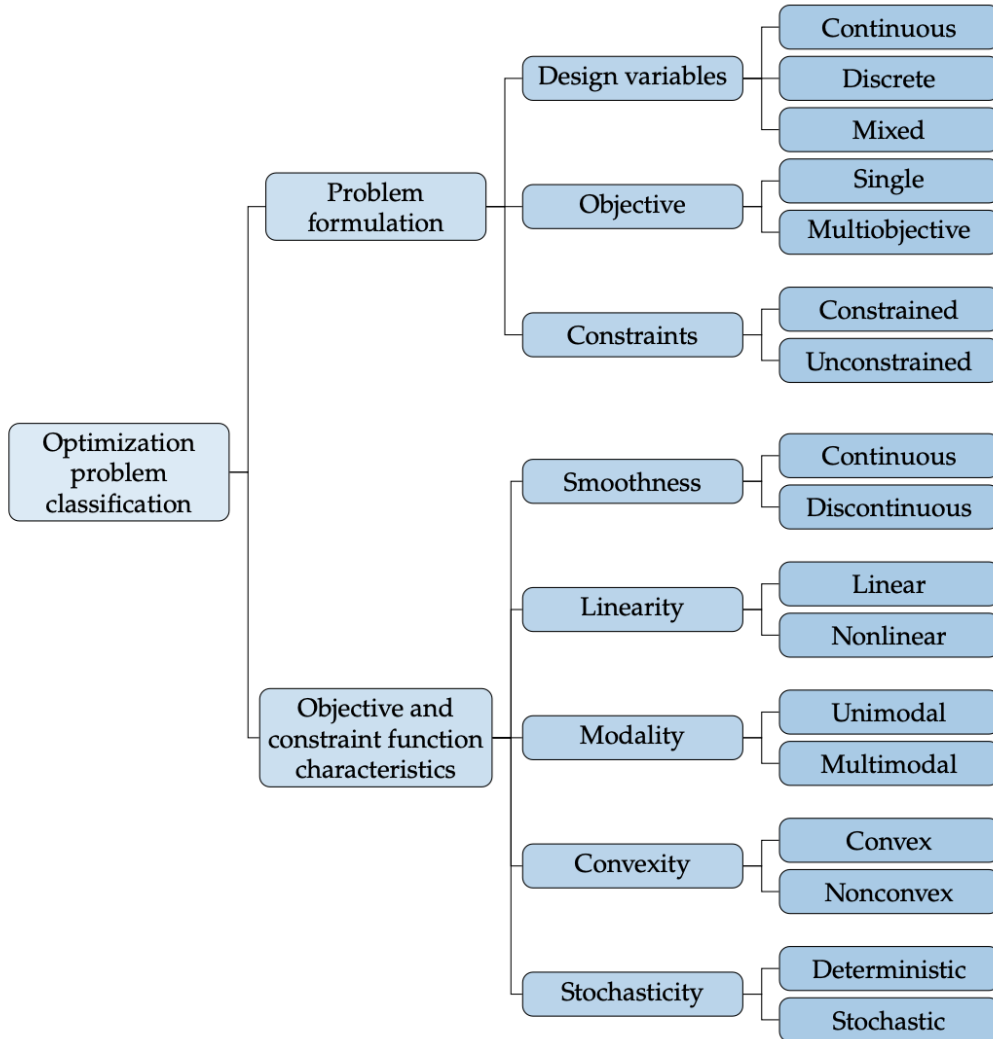 Continuous
Design variables
Discrete
Mixed
Problem
formulation
Single
Objective
Multiobjective
Constrained
Constraints
Unconstrained
Optimization
problem
classification
Continuous
Smoothness
Discontinuous
Linear
Linearity
Nonlinear
Objective and
constraint function
characteristics
Unimodal
Modality
Multimodal
Convex
Convexity
Nonconvex
Deterministic
Stochasticity
Stochastic